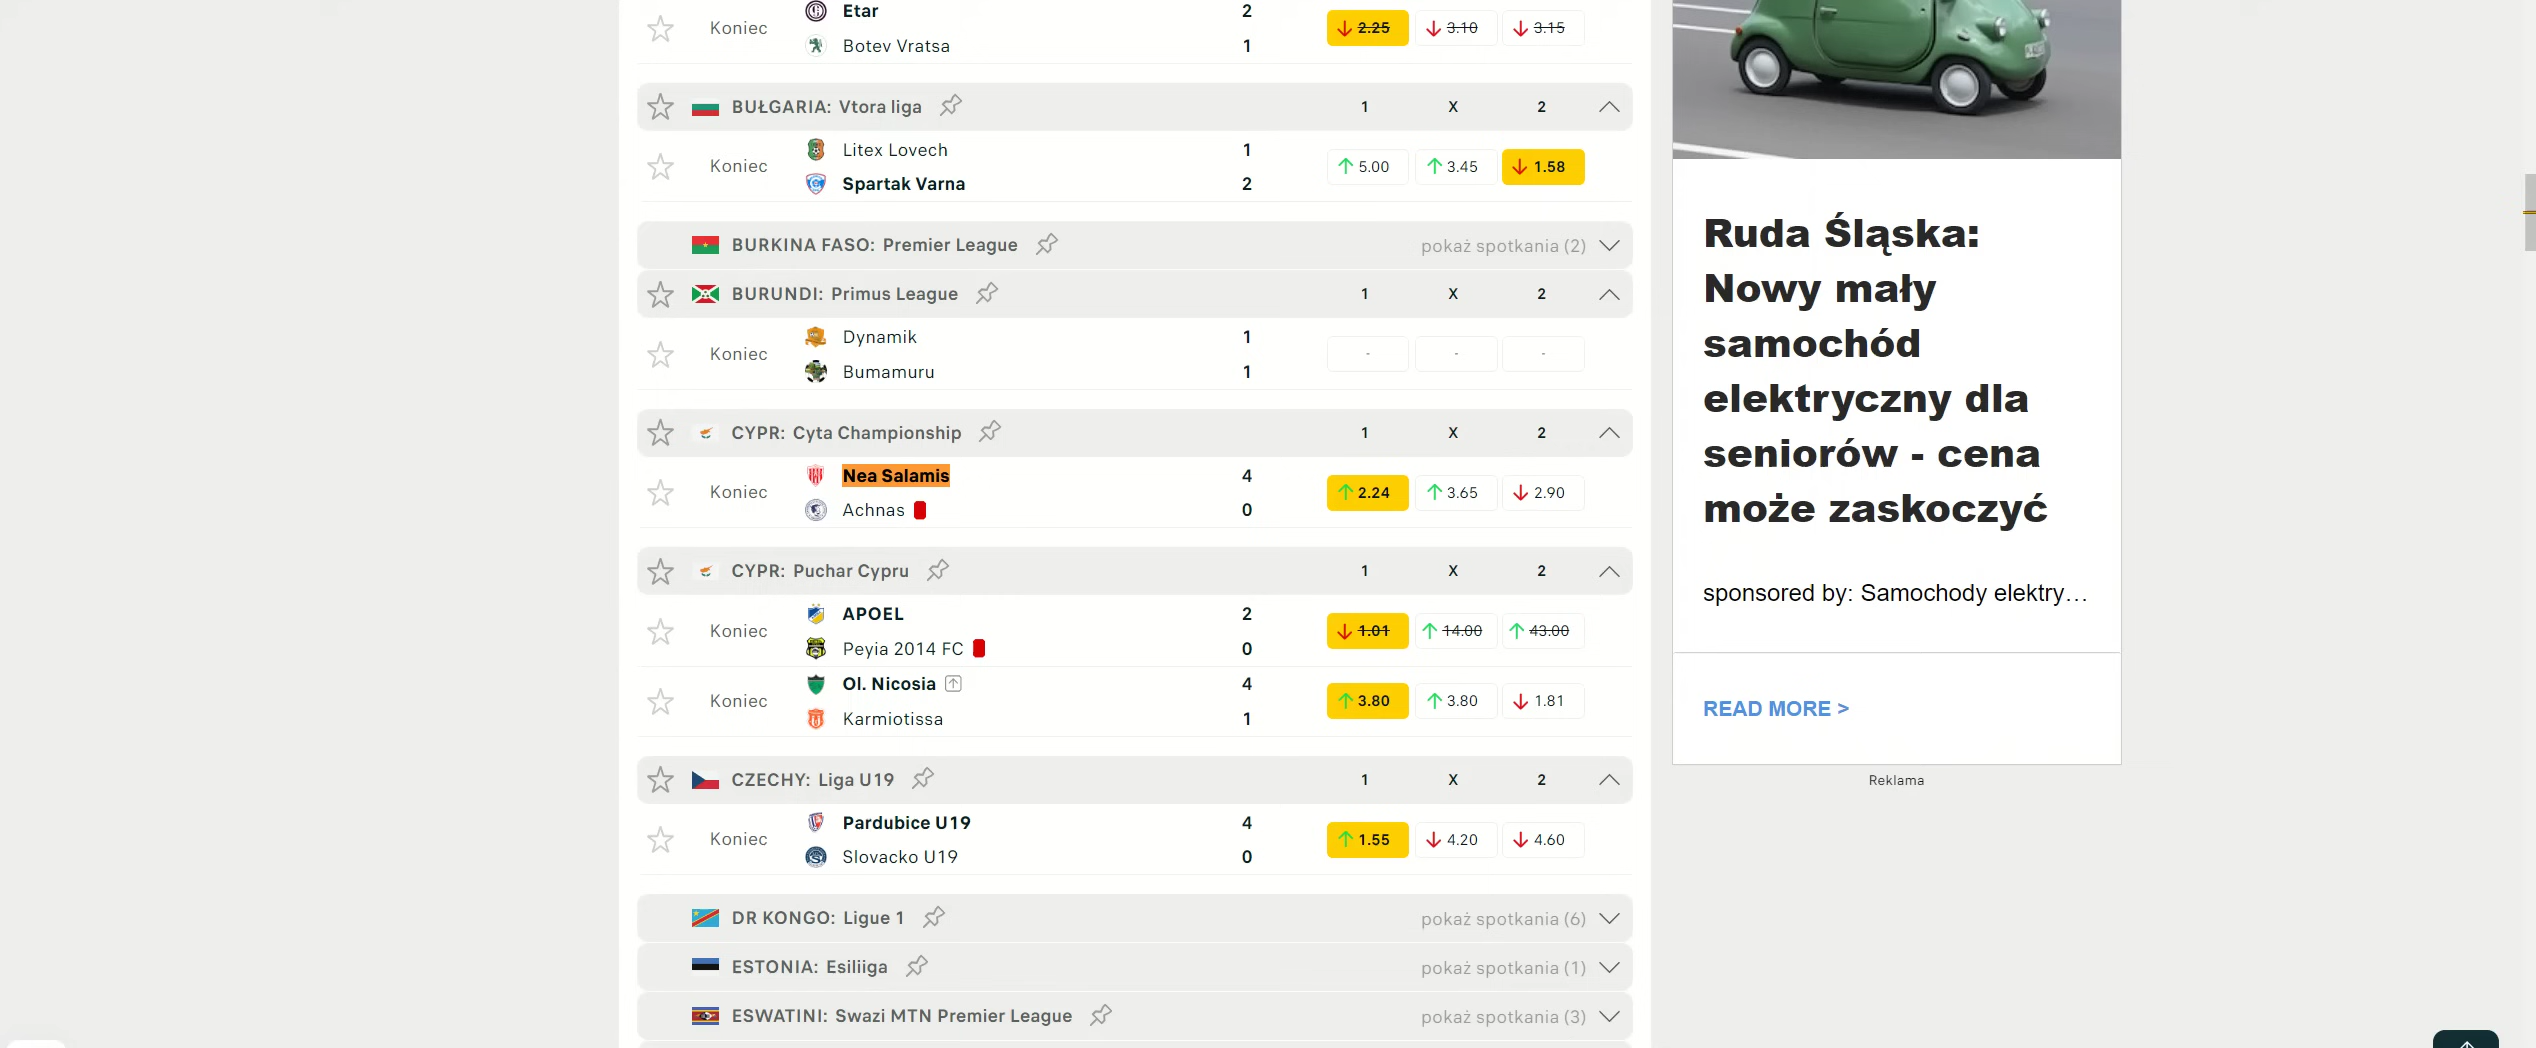 Etar 2
Koniec 2.25 3.10 3.15
Botev Vratsa 1
BUŁGARIA: Vtora liga 1 X 2
Litex Lovech 1
Koniec 5.00 3.45 1.58
Spartak Varna 2
BURKINA FASO: Premier League pokaż spotkania (2)
BURUNDI: Primus League 1 X 2
Dynamik 1
Koniec - - -
Bumamuru 1
CYPR: Cyta Championship 1 X 2
Nea Salamis 4
Koniec 2.24 3.65 2.90
Achnas 0
CYPR: Puchar Cypru 1 X 2
APOEL 2
Koniec 1.01 14.00 43.00
Peyia 2014 FC 0
Ol. Nicosia 4
Koniec 3.80 3.80 1.81
Karmiotissa 1
CZECHY: Liga U19 1 X 2
Pardubice U19 4
Koniec 1.55 4.20 4.60
Slovacko U19 0
DR KONGO: Ligue 1 pokaż spotkania (6)
ESTONIA: Esiliiga pokaż spotkania (1)
ESWATINI: Swazi MTN Premier League pokaż spotkania (3)
Ruda Śląska:
Nowy mały
samochód
elektryczny dla
seniorów - cena
może zaskoczyć
sponsored by: Samochody elektry...
READ MORE >
Reklama